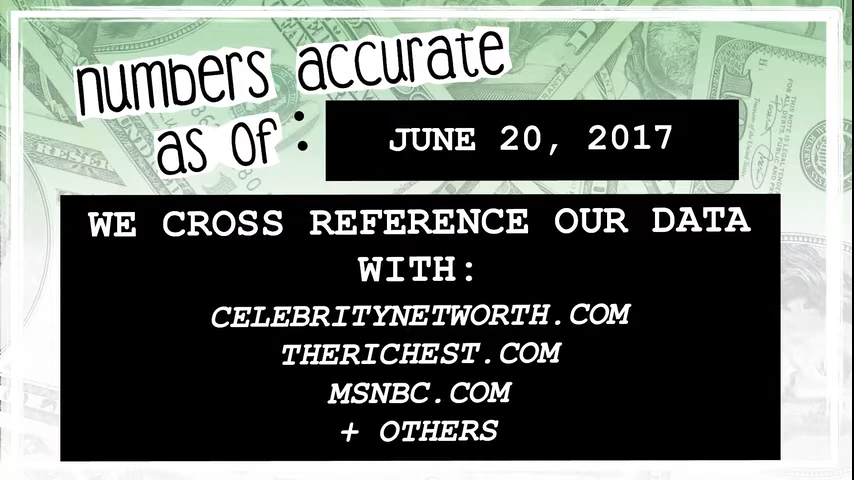 numbers accurate
as of: JUNE 20, 2017
WE CROSS REFERENCE OUR DATA
WITH:
CELEBRITYNETWORTH.COM
THERICHEST.COM
MSNBC.COM
+ OTHERS